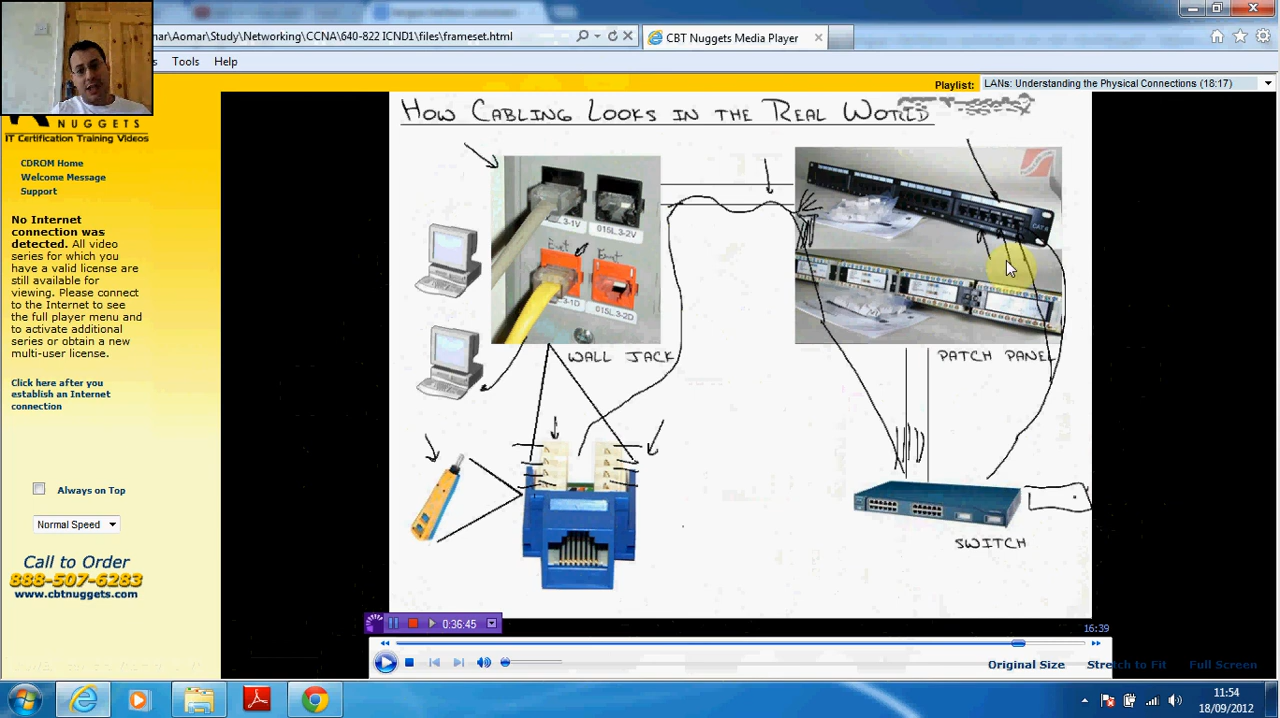 nar\Aomar\Study\Networking\CCNA\640-822 ICND1\files\frameset.html
CBT Nuggets Media Player
Tools
Help
Playlist:
LANs: Understanding the Physical Connections (18:17)
NUGGETS
IT Certification Training Videos
CDROM Home
Welcome Message
Support
No Internet
connection was
detected. All video
series for which you
have a valid license are
still available for
viewing. Please connect
to the Internet to see
the full player menu and
to activate additional
series or obtain a new
multi-user license.
Click here after you
establish an Internet
connection
Always on Top
Normal Speed
Call to Order
888-507-6283
www.cbtnuggets.com
HOW CABLING LOOKS IN THE REAL WORLD
015L.3-2V
015L.3-2D
WALL JACK
CAT 6
PATCH PANEL
SWITCH
0:36:45
16:39
Original Size
Stretch to Fit
Full Screen
11:54
18/09/2012